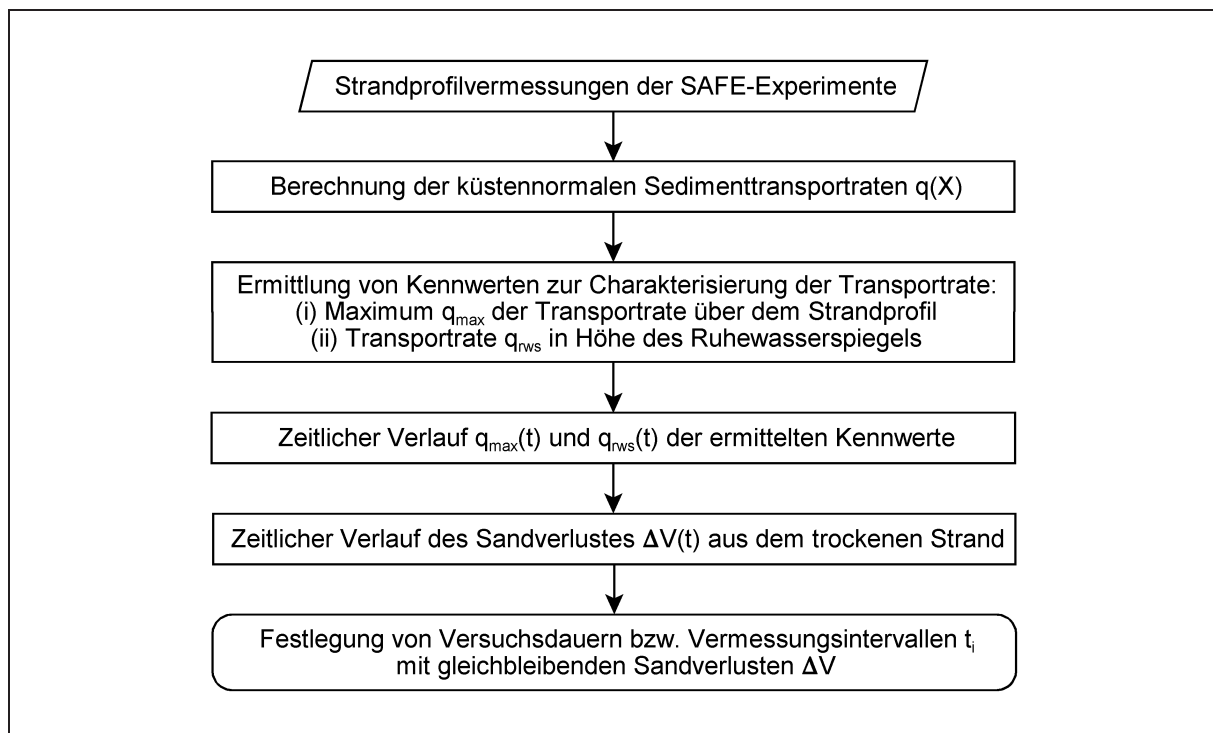 Strandprofilvermessungen der SAFE-Experimente
Berechnung der küstennormalen Sedimenttransportraten q(X)
Ermittlung von Kennwerten zur Charakterisierung der Transportrate:
(i) Maximum qmax der Transportrate über dem Strandprofil
(ii) Transportrate qrws in Höhe des Ruhewasserspiegels
Zeitlicher Verlauf qmax(t) und qrws(t) der ermittelten Kennwerte
Zeitlicher Verlauf des Sandverlustes ΔV(t) aus dem trockenen Strand
Festlegung von Versuchsdauern bzw. Vermessungsintervallen ti
mit gleichbleibenden Sandverlusten ΔV